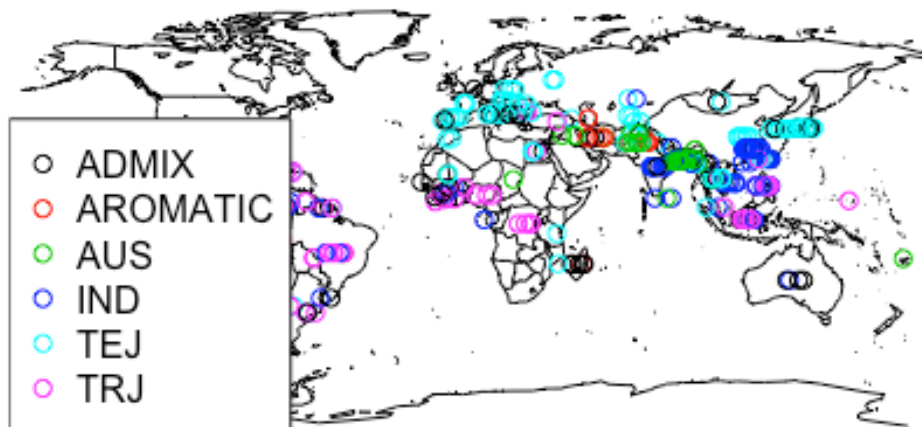 ADMIX
AROMATIC
AUS
IND
TEJ
TRJ